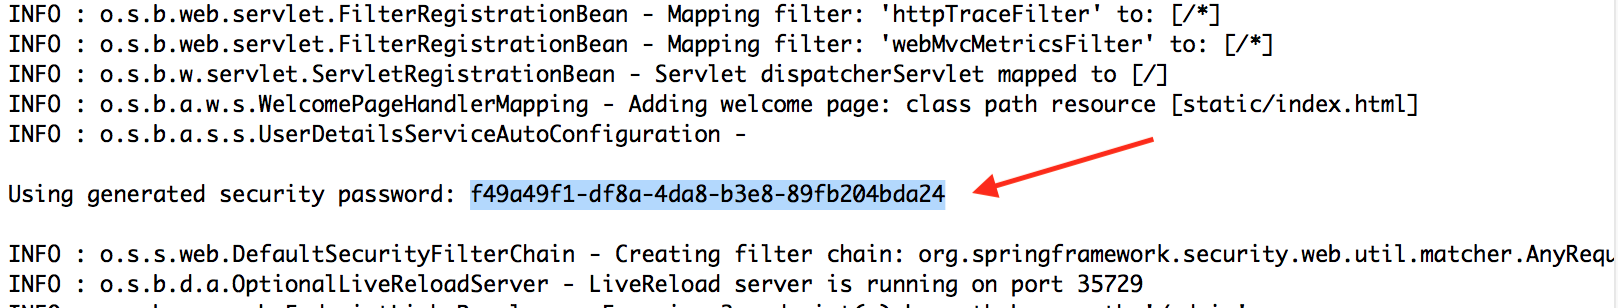 INFO : o.s.b.web.servlet.FilterRegistrationBean - Mapping filter: 'httpTraceFilter' to: [/*]
INFO : o.s.b.web.servlet.FilterRegistrationBean - Mapping filter: 'webMvcMetricsFilter' to: [/*]
INFO : o.s.b.w.servlet.ServletRegistrationBean - Servlet dispatcherServlet mapped to [/]
INFO : o.s.b.a.w.s.WelcomePageHandlerMapping - Adding welcome page: class path resource [static/index.html]
INFO : o.s.b.a.s.s.UserDetailsServiceAutoConfiguration -
Using generated security password: f49a49f1-df8a-4da8-b3e8-89fb204bda24
INFO : o.s.s.web.DefaultSecurityFilterChain - Creating filter chain: org.springframework.security.web.util.matcher.AnyRequ
INFO : o.s.b.d.a.OptionalLiveReloadServer - LiveReload server is running on port 35729